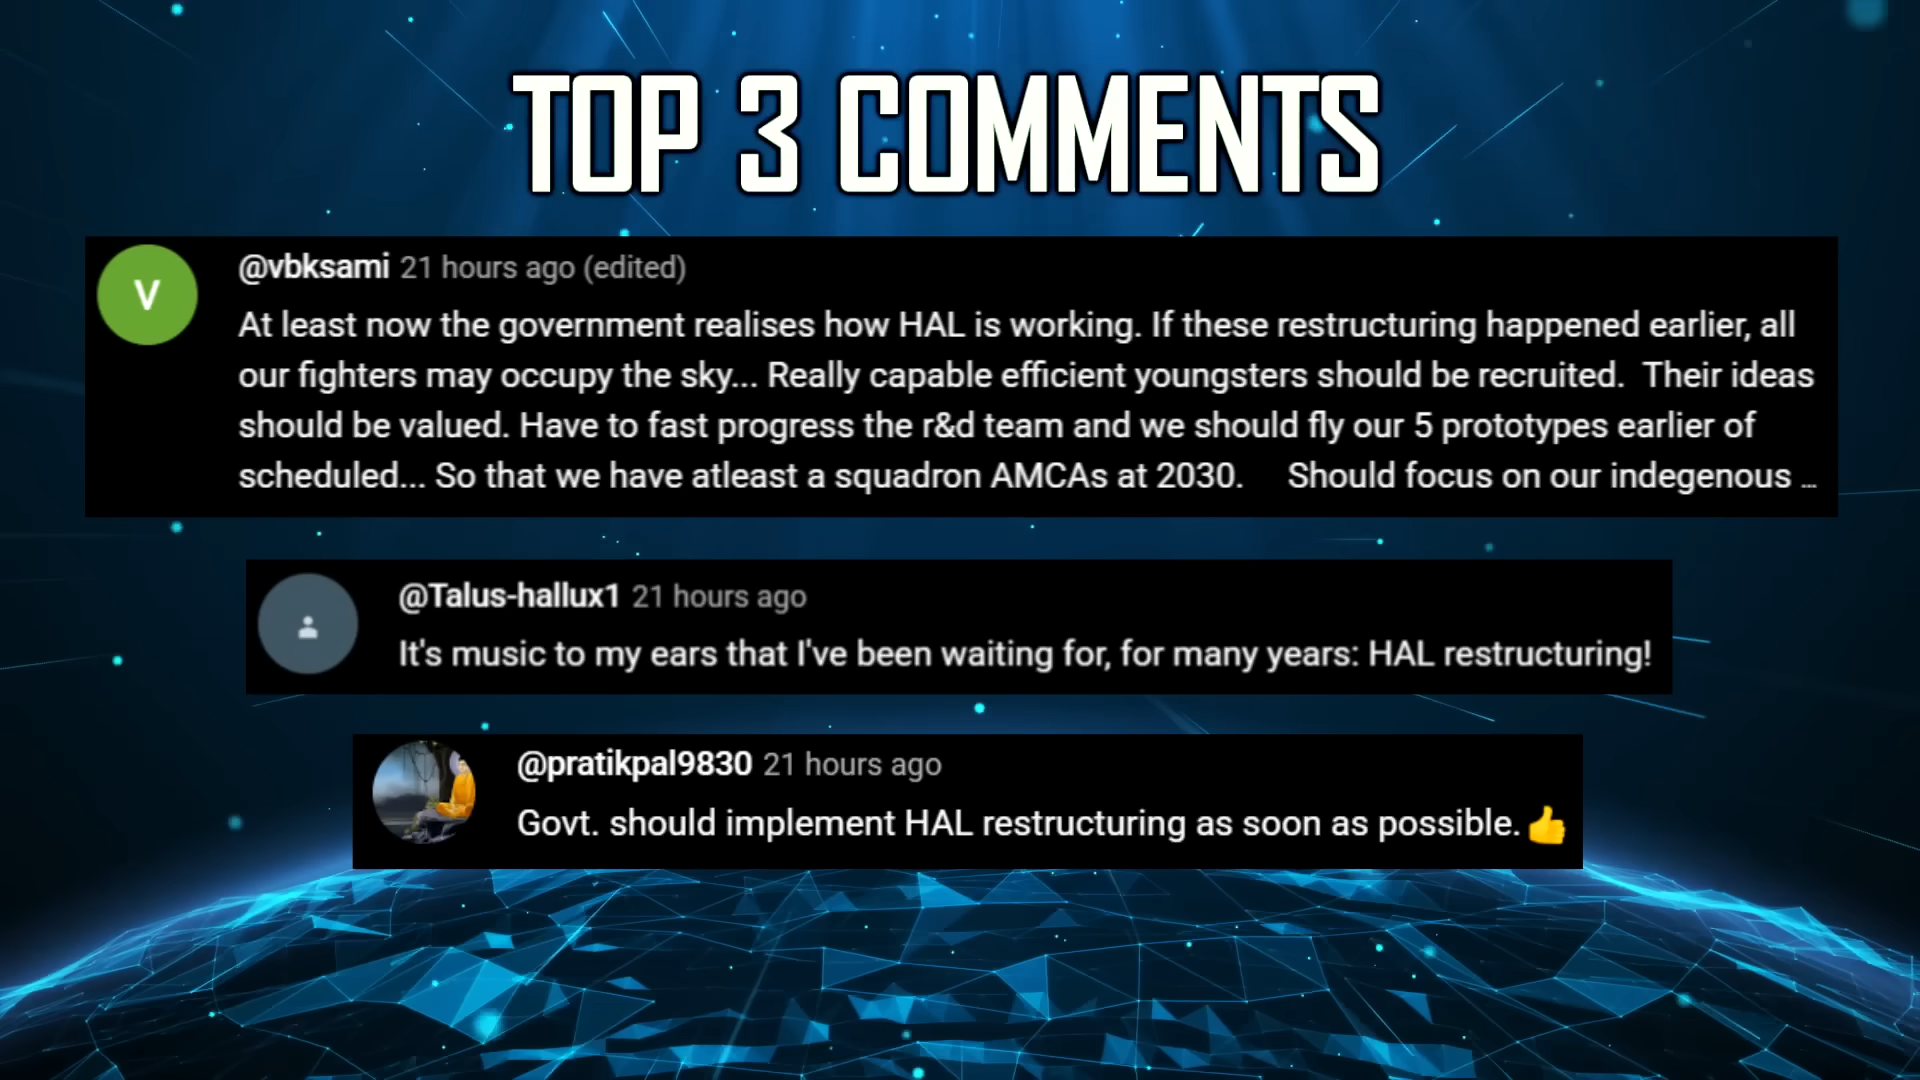 TOP 3 COMMENTS
V
@vbksami 21 hours ago (edited)
At least now the government realises how HAL is working. If these restructuring happened earlier, all
our fighters may occupy the sky... Really capable efficient youngsters should be recruited.  Their ideas
should be valued. Have to fast progress the r&d team and we should fly our 5 prototypes earlier of
scheduled... So that we have atleast a squadron AMCAs at 2030.    Should focus on our indegenous ...
@Talus-hallux1 21 hours ago
It's music to my ears that I've been waiting for, for many years: HAL restructuring!
@pratikpal9830 21 hours ago
Govt. should implement HAL restructuring as soon as possible.👍